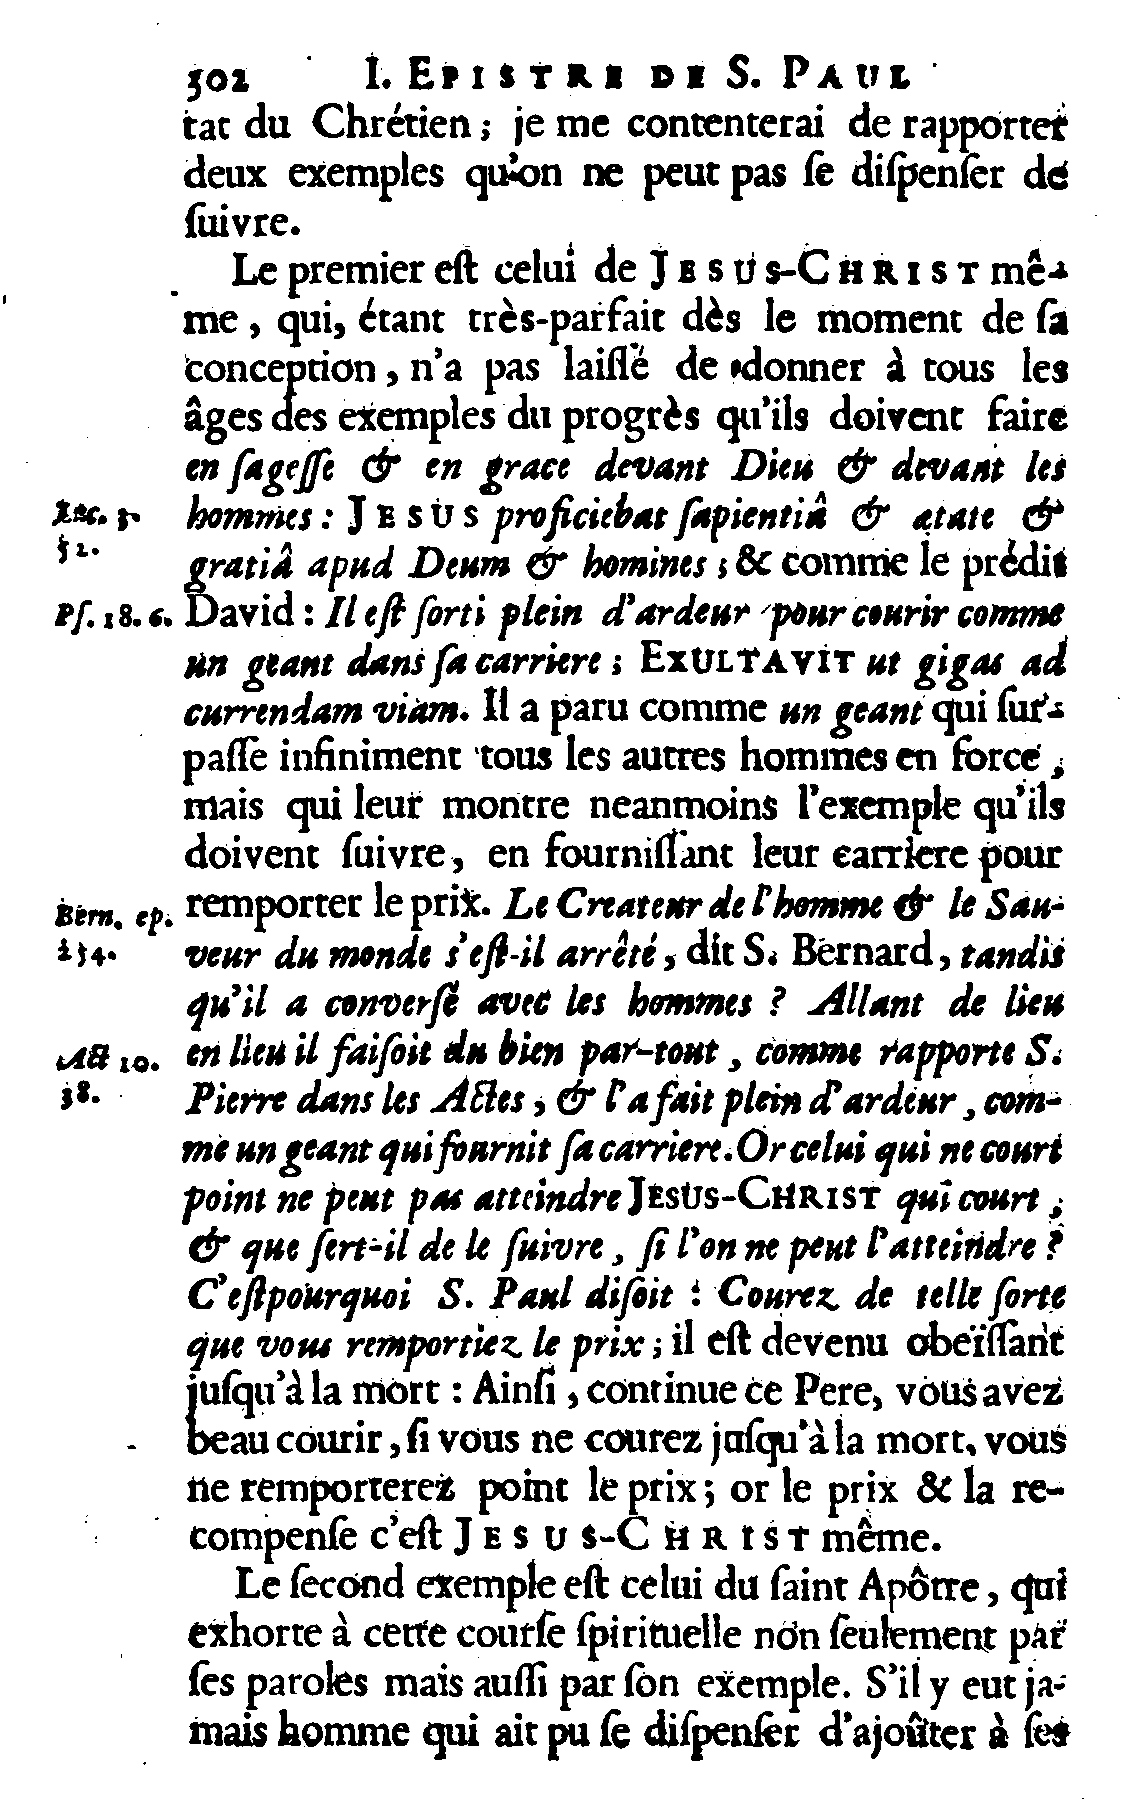 302 I. EPISTRE DE S. PAUL
tat du Chrétien ; je me contenterai de rapporter
deux exemples qu'on ne peut pas ſe diſpenſer de
ſuivre.
Le premier eſt celui de JESUS-CHRIST mê-
me , qui, étant très-parfait dès le moment de ſa
conception , n'a pas laiſſé de donner à tous les
âges des exemples du progrès qu'ils doivent faire
en ſageſſe & en grace devant Dieu & devant les
Luc. 2. hommes : JESUS proficiebat ſapientiâ & ætate &
52. gratiâ apud Deum & homines ; & comme le prédit
Pſ. 18. 6. David : Il eſt ſorti plein d'ardeur pour courir comme
un geant dans ſa carriere ; EXULTAVIT ut gigas ad
currendam viam. Il a paru comme un geant qui ſur-
paſſe infiniment tous les autres hommes en force ,
mais qui leur montre neanmoins l'exemple qu'ils
doivent ſuivre, en fourniſſant leur carriere pour
Bern. ep. remporter le prix. Le Createur de l'homme & le Sau-
254. veur du monde s'eſt-il arrêté , dit S. Bernard , tandis
qu'il a converſé avec les hommes ? Allant de lieu
Act 10. en lieu il faiſoit du bien par-tout , comme rapporte S.
38. Pierre dans les Actes , & l'a fait plein d'ardeur , com-
me un geant qui fournit ſa carriere. Or celui qui ne court
point ne peut pas atteindre JESUS-CHRIST qui court ,
& que ſert-il de le ſuivre , ſi l'on ne peut l'atteindre ?
C'eſtpourquoi S. Paul diſoit : Courez de telle ſorte
que vous remportiez le prix ; il eſt devenu obeïſſant
juſqu'à la mort : Ainſi , continue ce Pere, vous avez
beau courir , ſi vous ne courez juſqu'à la mort, vous
ne remporterez point le prix ; or le prix & la re-
compenſe c'eſt JESUS-CHRIST même.
Le ſecond exemple eſt celui du ſaint Apôtre , qui
exhorte à cette courſe ſpirituelle non ſeulement par
ſes paroles mais auſſi par ſon exemple. S'il y eut ja-
mais homme qui ait pu ſe diſpenſer d'ajoûter à ſes